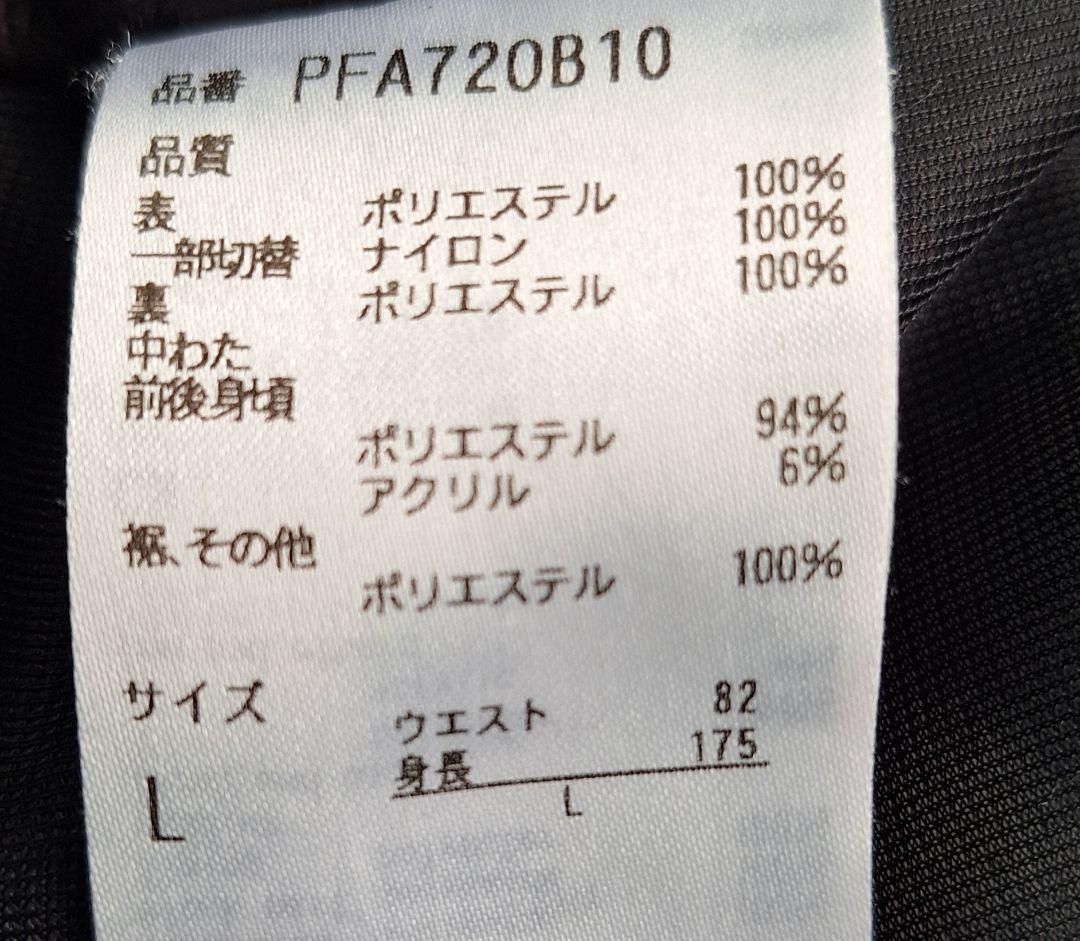 品番 PFA720B10
品質
表 ポリエステル 100%
一部切替 ナイロン 100%
裏 ポリエステル 100%
中わた
前後身頃
ポリエステル 94%
アクリル 6%
裾、その他
ポリエステル 100%
サイズ
ウエスト 82
身長 175
L
L